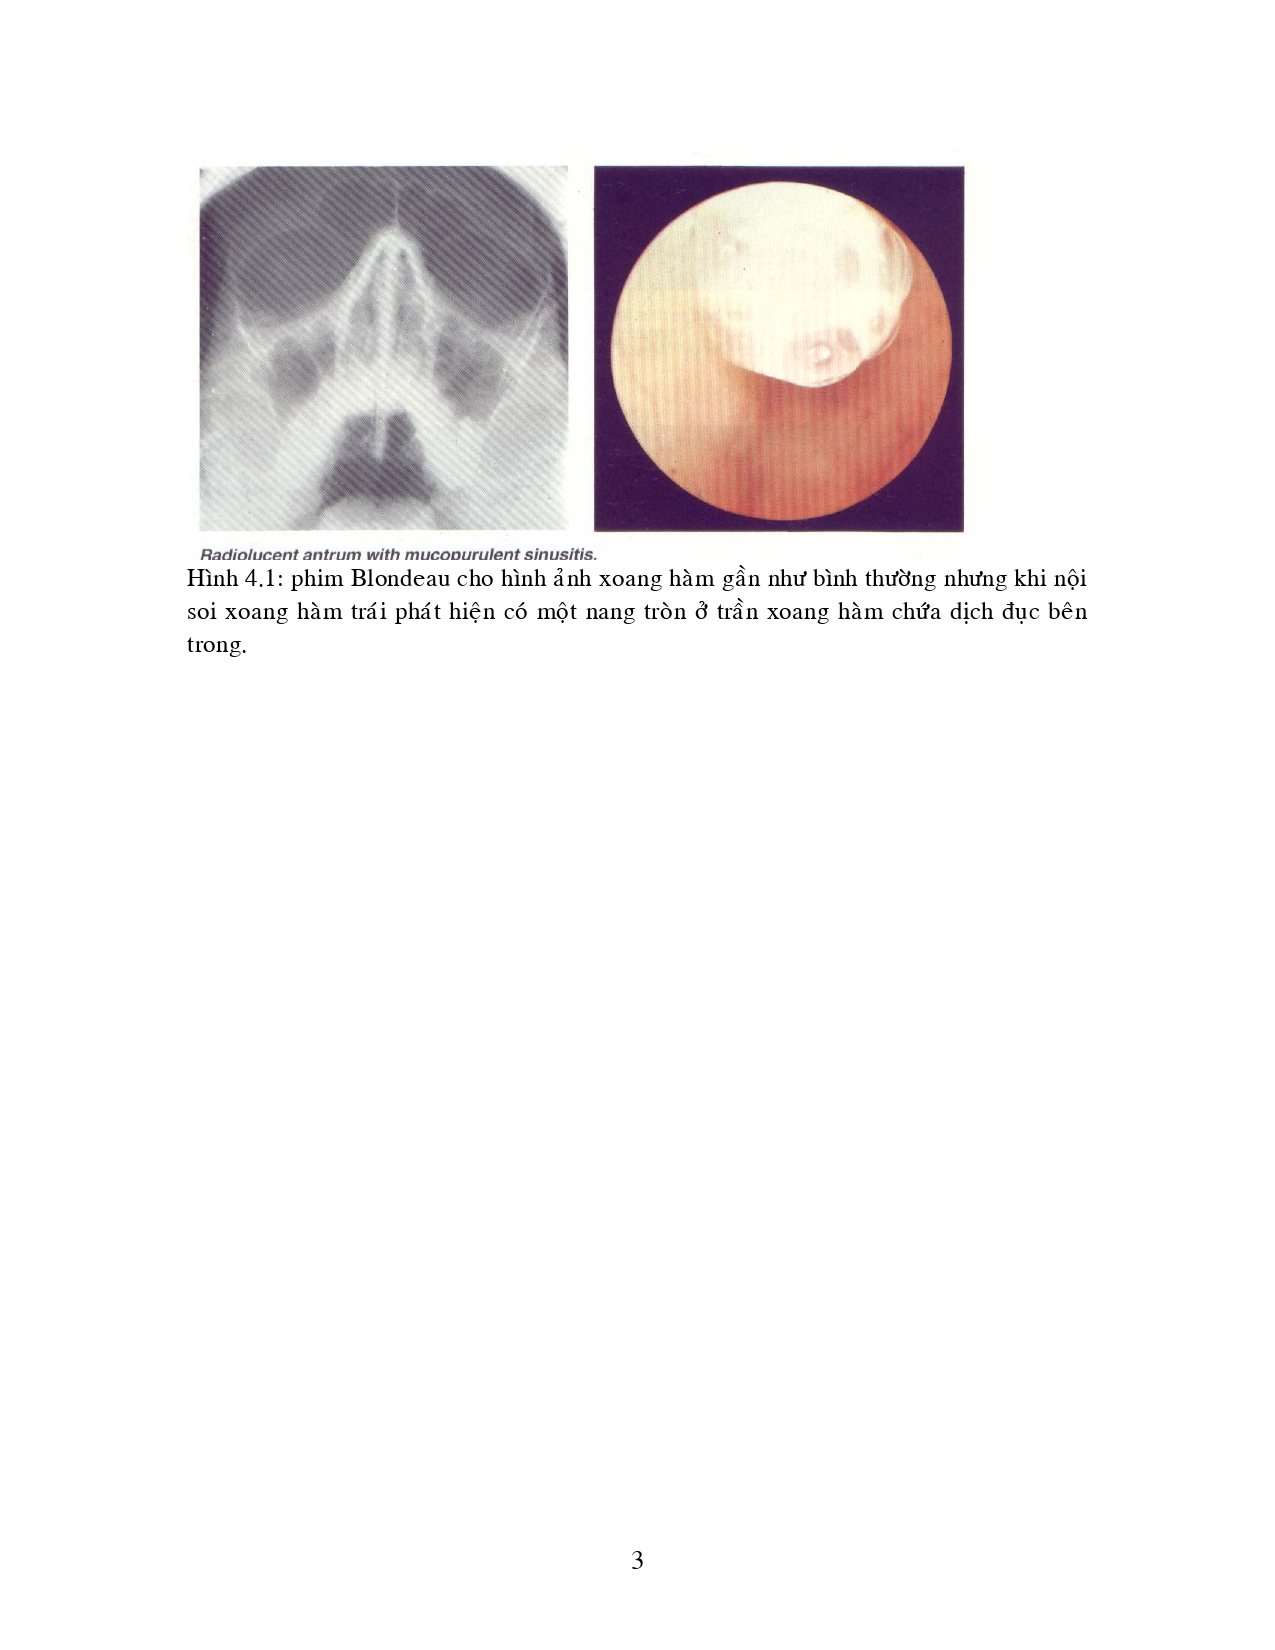 Radiolucent antrum with mucopurulent sinusitis.
Hình 4.1: phim Blondeau cho hình ảnh xoang hàm gần như bình thường nhưng khi nội
soi xoang hàm trái phát hiện có một nang tròn ở trần xoang hàm chứa dịch đục bên
trong.
3